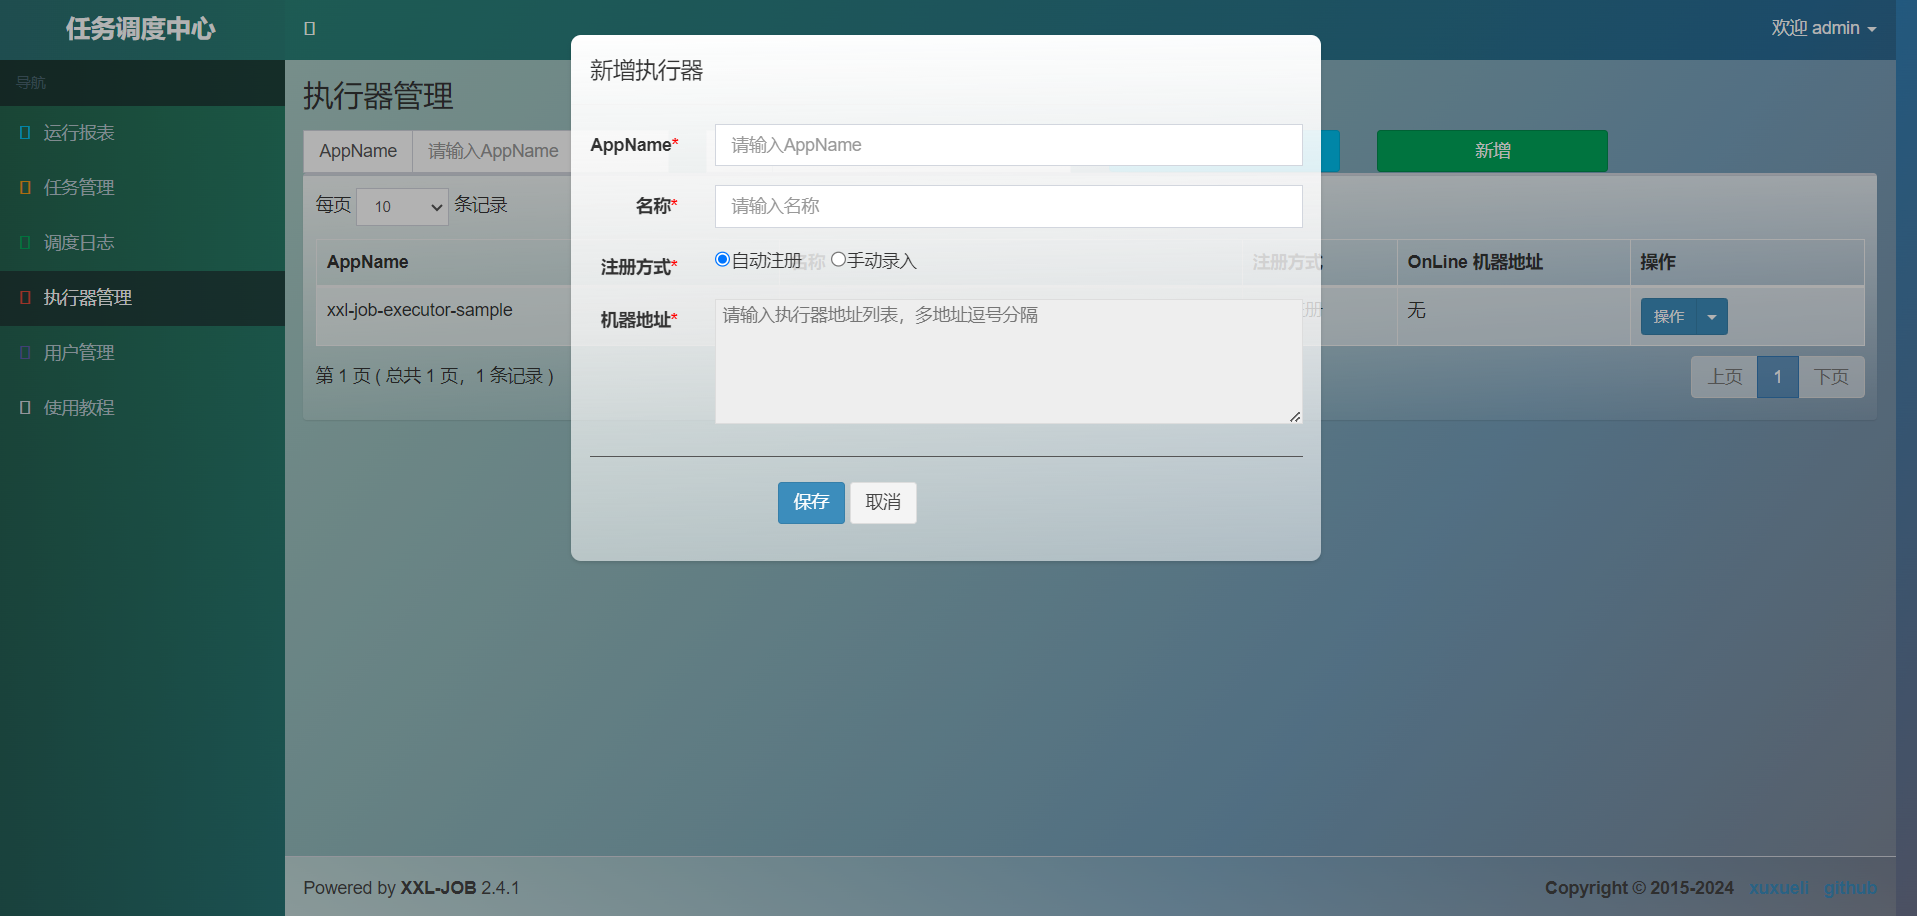 任务调度中心
欢迎 admin
导航
运行报表
任务管理
调度日志
执行器管理
用户管理
使用教程
执行器管理
AppName
请输入AppName
新增
每页 10 条记录
AppName
名称
注册方式
OnLine 机器地址
操作
xxl-job-executor-sample
册
无
操作
第 1 页 ( 总共 1 页，1 条记录 )
上页
1
下页
新增执行器
AppName*
请输入AppName
名称*
请输入名称
注册方式*
自动注册
手动录入
机器地址*
请输入执行器地址列表，多地址逗号分隔
保存
取消
Powered by XXL-JOB 2.4.1
Copyright © 2015-2024 xuxueli github